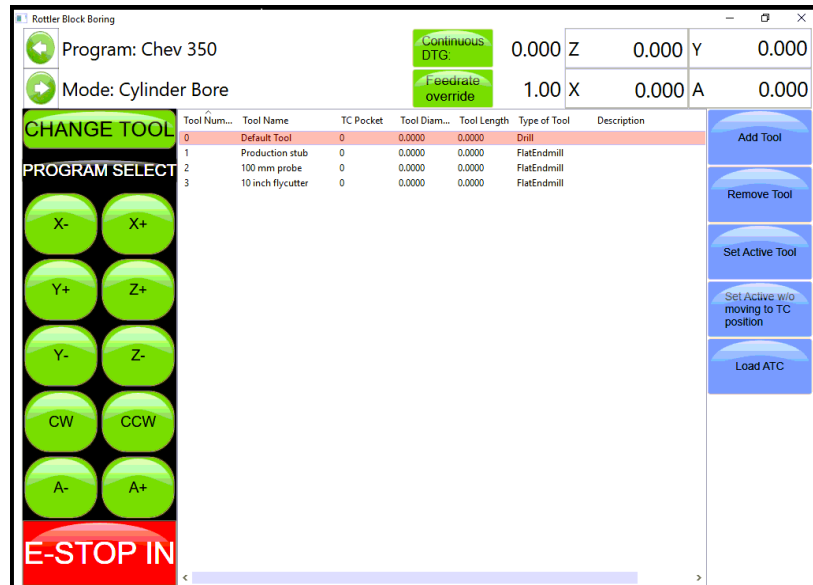 Rottler Block Boring
Program: Chev 350
Continuous DTG:
0.000 Z 0.000 Y 0.000
Mode: Cylinder Bore
Feedrate override
1.00 X 0.000 A 0.000
CHANGE TOOL
PROGRAM SELECT
X- X+
Y+ Z+
Y- Z-
CW CCW
A- A+
E-STOP IN
Tool Num... Tool Name TC Pocket Tool Diam... Tool Length Type of Tool Description
0 Default Tool 0 0.0000 0.0000 Drill
1 Production stub 0 0.0000 0.0000 FlatEndmill
2 100 mm probe 0 0.0000 0.0000 FlatEndmill
3 10 inch flycutter 0 0.0000 0.0000 FlatEndmill
Add Tool
Remove Tool
Set Active Tool
Set Active w/o
moving to TC
position
Load ATC